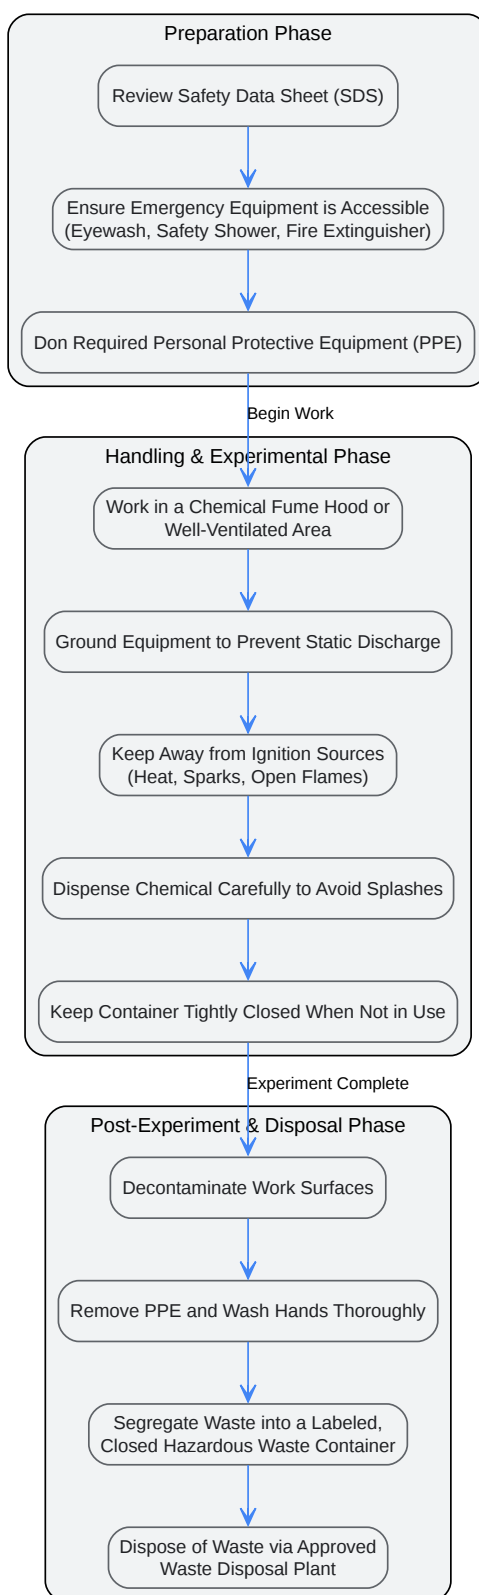 Preparation Phase
Review Safety Data Sheet (SDS)
Ensure Emergency Equipment is Accessible
(Eyewash, Safety Shower, Fire Extinguisher)
Don Required Personal Protective Equipment (PPE)
Begin Work
Handling & Experimental Phase
Work in a Chemical Fume Hood or
Well-Ventilated Area
Ground Equipment to Prevent Static Discharge
Keep Away from Ignition Sources
(Heat, Sparks, Open Flames)
Dispense Chemical Carefully to Avoid Splashes
Keep Container Tightly Closed When Not in Use
Experiment Complete
Post-Experiment & Disposal Phase
Decontaminate Work Surfaces
Remove PPE and Wash Hands Thoroughly
Segregate Waste into a Labeled,
Closed Hazardous Waste Container
Dispose of Waste via Approved
Waste Disposal Plant